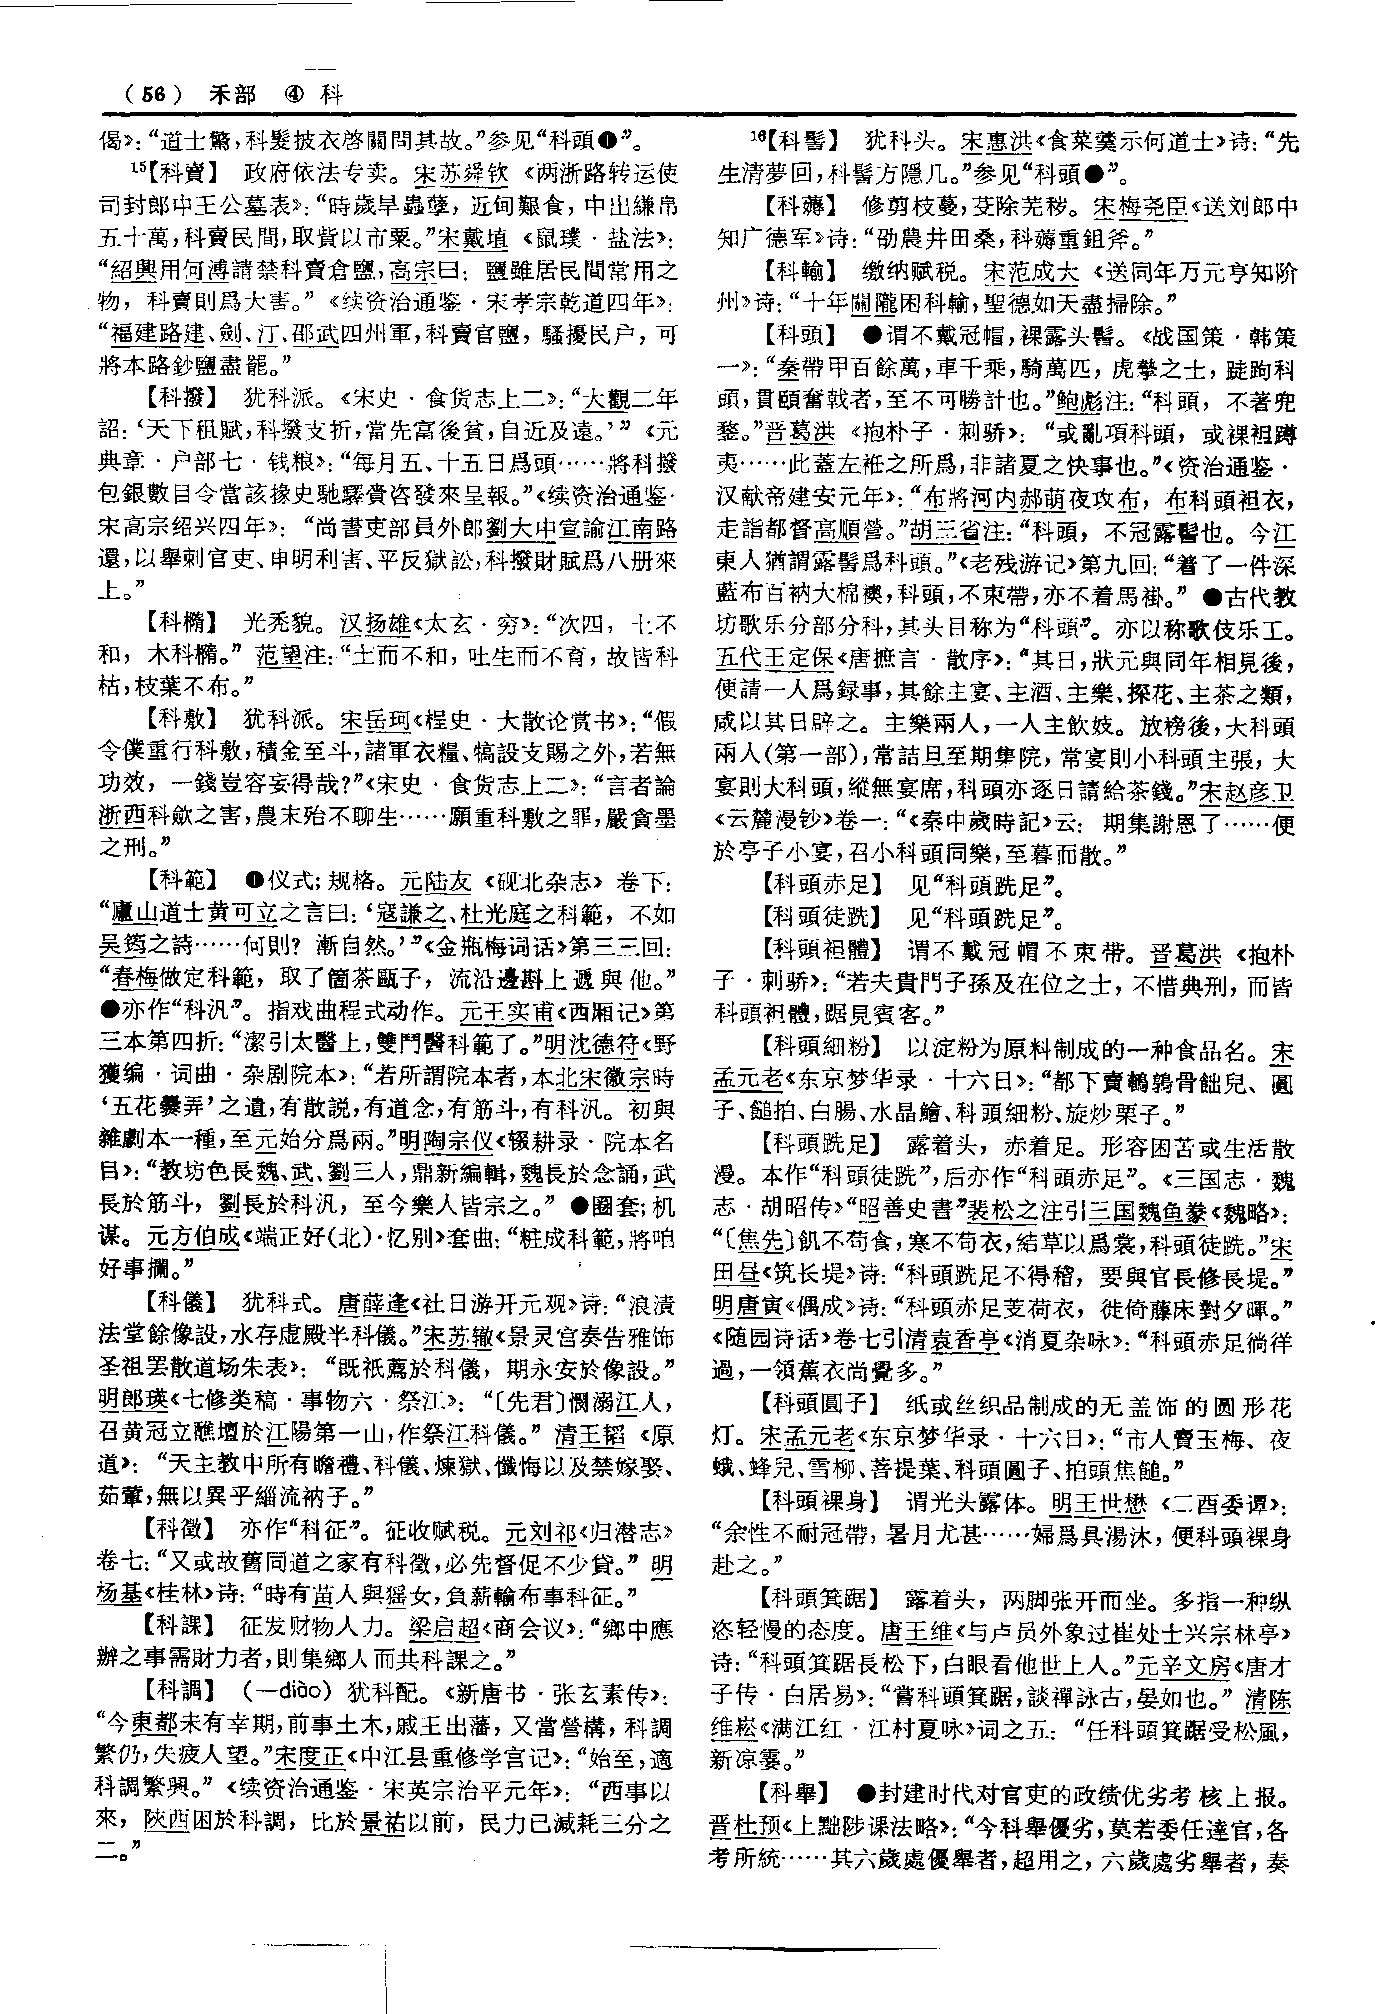 （56） 禾部 ④ 科
偈》：“道士驚，科髮披衣啓關問其故。”参见“科頭❶”。
15【科賣】 政府依法专卖。宋苏舜钦《两浙路转运使
司封郎中王公墓表》：“時歲旱蟲孽，近甸艱食，中出縑帛
五十萬，科賣民間，取貲以市粟。”宋戴埴《鼠璞·盐法》：
“紹興用何溥請禁科賣倉鹽，高宗曰：鹽雖居民間常用之
物，科賣則爲大害。”《续资治通鉴·宋孝宗乾道四年》：
“福建路建、劍、汀、邵武四州軍，科賣官鹽，騷擾民户，可
將本路鈔鹽盡罷。”
【科撥】 犹科派。《宋史·食货志上二》：“大觀二年
詔：‘天下租賦，科撥支折，當先富後貧，自近及遠。’”《元
典章·户部七·钱粮》：“每月五、十五日爲頭……將科撥
包銀數目令當該掾史馳驛賫咨發來呈報。”《续资治通鉴·
宋高宗绍兴四年》：“尚書吏部員外郎劉大中宣諭江南路
還，以舉刺官吏、申明利害、平反獄訟，科撥財賦爲八册來
上。”
【科橢】 光秃貌。汉扬雄《太玄·穷》：“次四，土不
和，木科橢。”范望注：“土而不和，吐生而不育，故皆科
枯，枝葉不布。”
【科敷】 犹科派。宋岳珂《桯史·大散论赏书》：“假
令僕重行科敷，積金至斗，諸軍衣糧、犒設支賜之外，若無
功效，一錢豈容妄得哉？”《宋史·食货志上二》：“言者論
浙西科斂之害，農末殆不聊生……願重科敷之罪，嚴貪墨
之刑。”
【科範】 ❶仪式；规格。元陆友《砚北杂志》卷下：
“廬山道士黄可立之言曰：‘寇謙之、杜光庭之科範，不如
吴筠之詩……何則？漸自然。’”《金瓶梅词话》第三三回：
“春梅做定科範，取了箇茶甌子，流沿邊斟上遞與他。”
●亦作“科汎”。指戏曲程式动作。元王实甫《西厢记》第
三本第四折：“潔引太醫上，雙鬥醫科範了。”明沈德符《野
獲编·词曲·杂剧院本》：“若所謂院本者，本北宋徽宗時
‘五花爨弄’之遺，有散説，有道念，有筋斗，有科汎。初與
雜劇本一種，至元始分爲兩。”明陶宗仪《辍耕录·院本名
目》：“教坊色長魏、武、劉三人，鼎新編輯，魏長於念誦，武
長於筋斗，劉長於科汎，至今樂人皆宗之。”●圈套；机
谋。元方伯成《端正好（北）·忆别》套曲：“粧成科範，將咱
好事攔。”
【科儀】 犹科式。唐薛逢《社日游开元观》诗：“浪漬
法堂餘像設，水存虚殿半科儀。”宋苏辙《景灵宫奏告雅饰
圣祖罢散道场朱表》：“既祇薦於科儀，期永安於像設。”
明郎瑛《七修类稿·事物六·祭江》：“〔先君〕憫溺江人，
召黄冠立醮壇於江陽第一山，作祭江科儀。”清王韬《原
道》：“天主教中所有瞻禮、科儀、煉獄、懺悔以及禁嫁娶、
茹葷，無以異乎緇流衲子。”
【科徵】 亦作“科征”。征收赋税。元刘祁《归潜志》
卷七：“又或故舊同道之家有科徵，必先督促不少貸。”明
杨基《桂林》诗：“時有苗人與猺女，負薪輸布事科征。”
【科課】 征发财物人力。梁启超《商会议》：“鄉中應
辦之事需財力者，則集鄉人而共科課之。”
【科調】 （—diào）犹科配。《新唐书·张玄素传》：
“今東都未有幸期，前事土木，戚王出藩，又當營構，科調
繁仍，失疲人望。”宋度正《中江县重修学宫记》：“始至，適
科調繁興。”《续资治通鉴·宋英宗治平元年》：“西事以
來，陝西困於科調，比於景祐以前，民力已減耗三分之
二。”
16【科髻】 犹科头。宋惠洪《食菜羹示何道士》诗：“先
生清夢回，科髻方隱几。”参见“科頭●”。
【科薅】 修剪枝蔓，芟除芜秽。宋梅尧臣《送刘郎中
知广德军》诗：“劭農井田桑，科薅重鉏斧。”
【科輸】 缴纳赋税。宋范成大《送同年万元亨知阶
州》诗：“十年關隴困科輸，聖德如天盡掃除。”
【科頭】 ●谓不戴冠帽，裸露头髻。《战国策·韩策
一》：“秦帶甲百餘萬，車千乘，騎萬匹，虎摯之士，跿跔科
頭，貫頤奮戟者，至不可勝計也。”鲍彪注：“科頭，不著兜
鍪。”晋葛洪《抱朴子·刺骄》：“或亂項科頭，或裸袒蹲
夷……此蓋左袵之所爲，非諸夏之快事也。”《资治通鉴·
汉献帝建安元年》：“布將河内郝萌夜攻布，布科頭袒衣，
走詣都督高順營。”胡三省注：“科頭，不冠露髻也。今江
東人猶謂露髻爲科頭。”《老残游记》第九回：“着了一件深
藍布百衲大棉襖，科頭，不束帶，亦不着馬褂。”●古代教
坊歌乐分部分科，其头目称为“科頭”。亦以称歌伎乐工。
五代王定保《唐摭言·散序》：“其日，狀元與同年相見後，
便請一人爲録事，其餘主宴、主酒、主樂、探花、主茶之類，
咸以其日辟之。主樂兩人，一人主飲妓。放榜後，大科頭
兩人（第一部），常詰旦至期集院，常宴則小科頭主張，大
宴則大科頭，縱無宴席，科頭亦逐日請給茶錢。”宋赵彦卫
《云麓漫钞》卷一：“《秦中歲時記》云：期集謝恩了……便
於亭子小宴，召小科頭同樂，至暮而散。”
【科頭赤足】 见“科頭跣足”。
【科頭徒跣】 见“科頭跣足”。
【科頭袒體】 谓不戴冠帽不束带。晋葛洪《抱朴
子·刺骄》：“若夫貴門子孫及在位之士，不惜典刑，而皆
科頭袒體，踞見賓客。”
【科頭細粉】 以淀粉为原料制成的一种食品名。宋
孟元老《东京梦华录·十六日》：“都下賣鵪鶉骨飿兒、圓
子、䭔拍、白腸、水晶鱠、科頭細粉、旋炒栗子。”
【科頭跣足】 露着头，赤着足。形容困苦或生活散
漫。本作“科頭徒跣”，后亦作“科頭赤足”。《三国志·魏
志·胡昭传》“昭善史書”裴松之注引三国魏鱼豢《魏略》：
“〔焦先〕飢不苟食，寒不苟衣，結草以爲裳，科頭徒跣。”宋
田昼《筑长堤》诗：“科頭跣足不得稽，要與官長修長堤。”
明唐寅《偶成》诗：“科頭赤足芰荷衣，徙倚藤床對夕暉。”
《随园诗话》卷七引清袁香亭《消夏杂咏》：“科頭赤足徜徉
過，一領蕉衣尚覺多。”
【科頭圓子】 纸或丝织品制成的无盖饰的圆形花
灯。宋孟元老《东京梦华录·十六日》：“市人賣玉梅、夜
蛾、蜂兒、雪柳、菩提葉、科頭圓子、拍頭焦䭔。”
【科頭裸身】 谓光头露体。明王世懋《二酉委谭》：
“余性不耐冠帶，暑月尤甚……婦爲具湯沐，便科頭裸身
赴之。”
【科頭箕踞】 露着头，两脚张开而坐。多指一种纵
恣轻慢的态度。唐王维《与卢员外象过崔处士兴宗林亭》
诗：“科頭箕踞長松下，白眼看他世上人。”元辛文房《唐才
子传·白居易》：“嘗科頭箕踞，談禪詠古，晏如也。”清陈
维崧《满江红·江村夏咏》词之五：“任科頭箕踞受松風，
新凉霎。”
【科舉】 ●封建时代对官吏的政绩优劣考核上报。
晋杜预《上黜陟课法略》：“今科舉優劣，莫若委任達官，各
考所統……其六歲處優舉者，超用之，六歲處劣舉者，奏